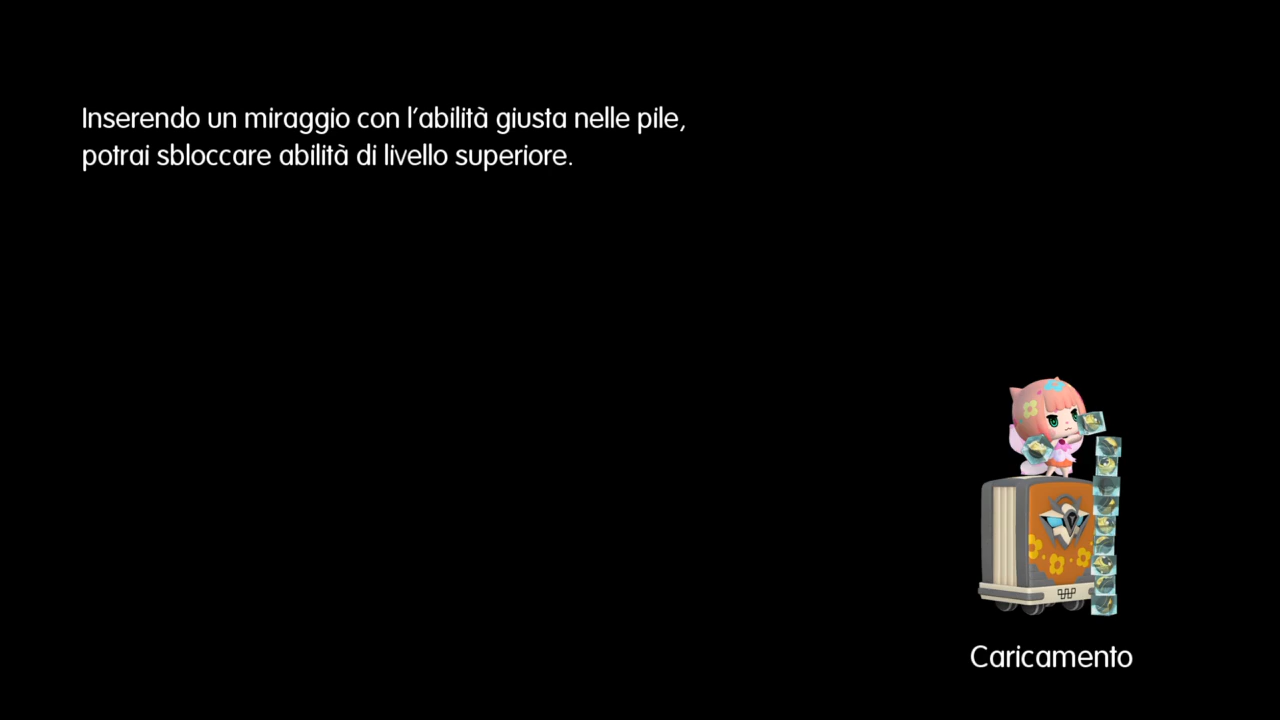 Inserendo un miraggio con l'abilità giusta nelle pile,
potrai sbloccare abilità di livello superiore.
Caricamento